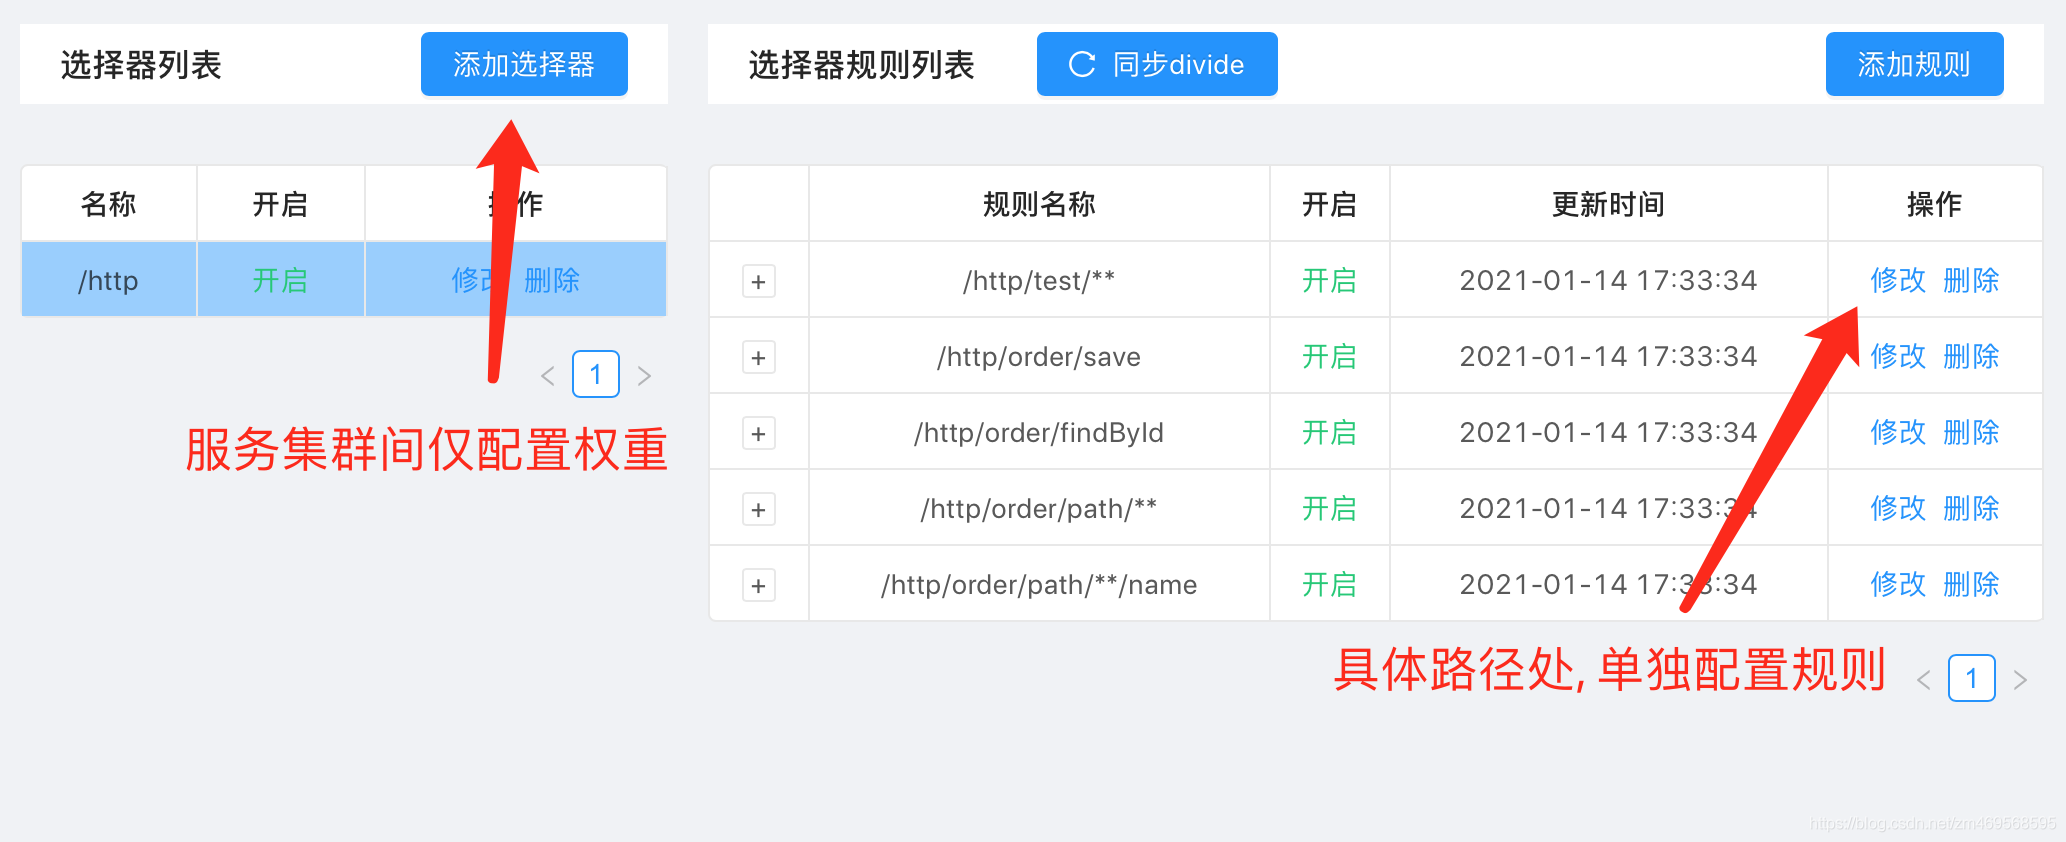 选择器列表
添加选择器
名称 开启 操作
/http 开启 修改 删除
1
服务集群间仅配置权重
选择器规则列表
同步divide
添加规则
规则名称 开启 更新时间 操作
/http/test/** 开启 2021-01-14 17:33:34 修改 删除
/http/order/save 开启 2021-01-14 17:33:34 修改 删除
/http/order/findById 开启 2021-01-14 17:33:34 修改 删除
/http/order/path/** 开启 2021-01-14 17:33:34 修改 删除
/http/order/path/**/name 开启 2021-01-14 17:33:34 修改 删除
具体路径处, 单独配置规则
1
https://blog.csdn.net/zm469568595